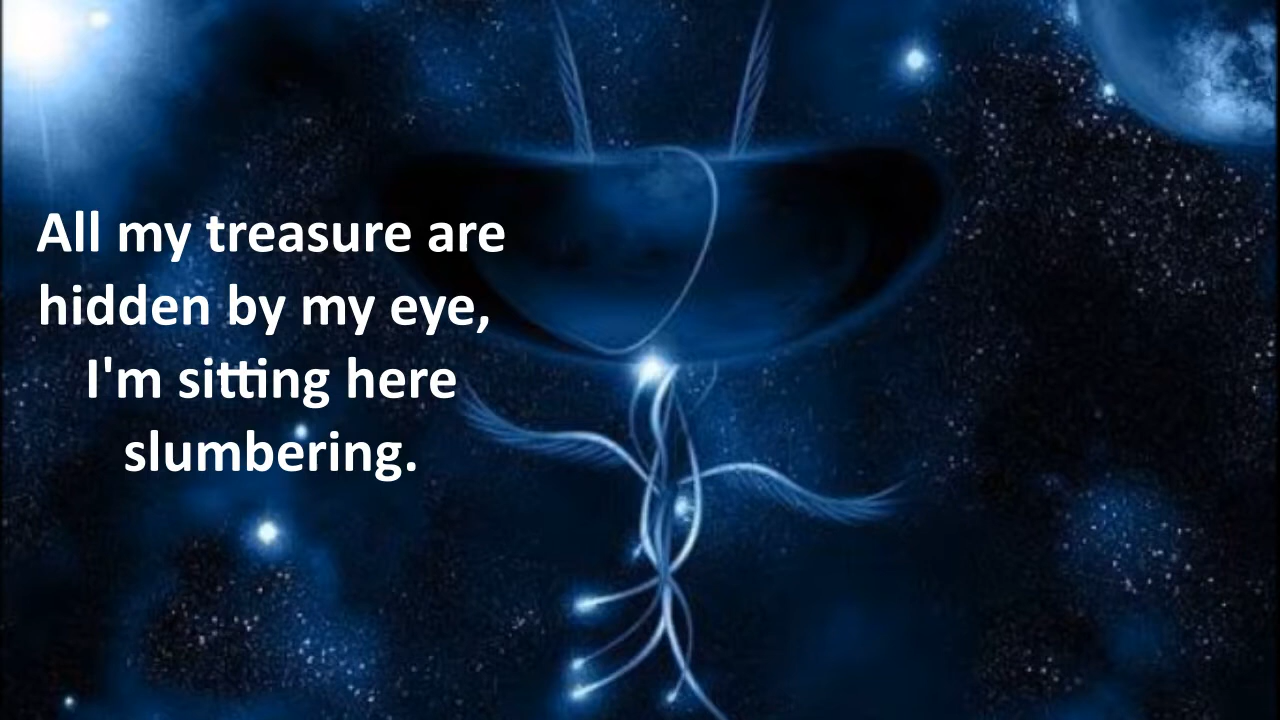 All my treasure are
hidden by my eye,
I'm sitting here
slumbering.